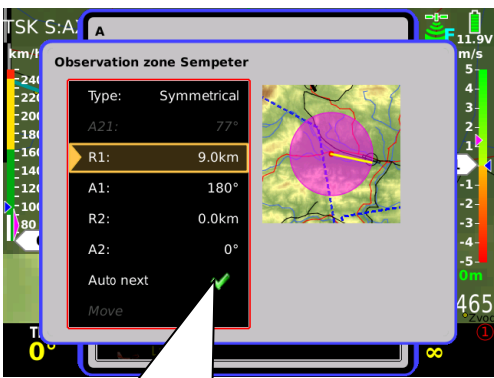 TSK S:A
A
F
11.9V
km/h
m/s
Observation zone Sempeter
Type: Symmetrical
A21: 77°
R1: 9.0km
A1: 180°
R2: 0.0km
A2: 0°
Auto next
Move
240
220
200
180
160
140
120
100
80
5
4
3
2
1
-1
-2
-3
-4
-5
0m
465
Zvoc
1
T
0°
∞